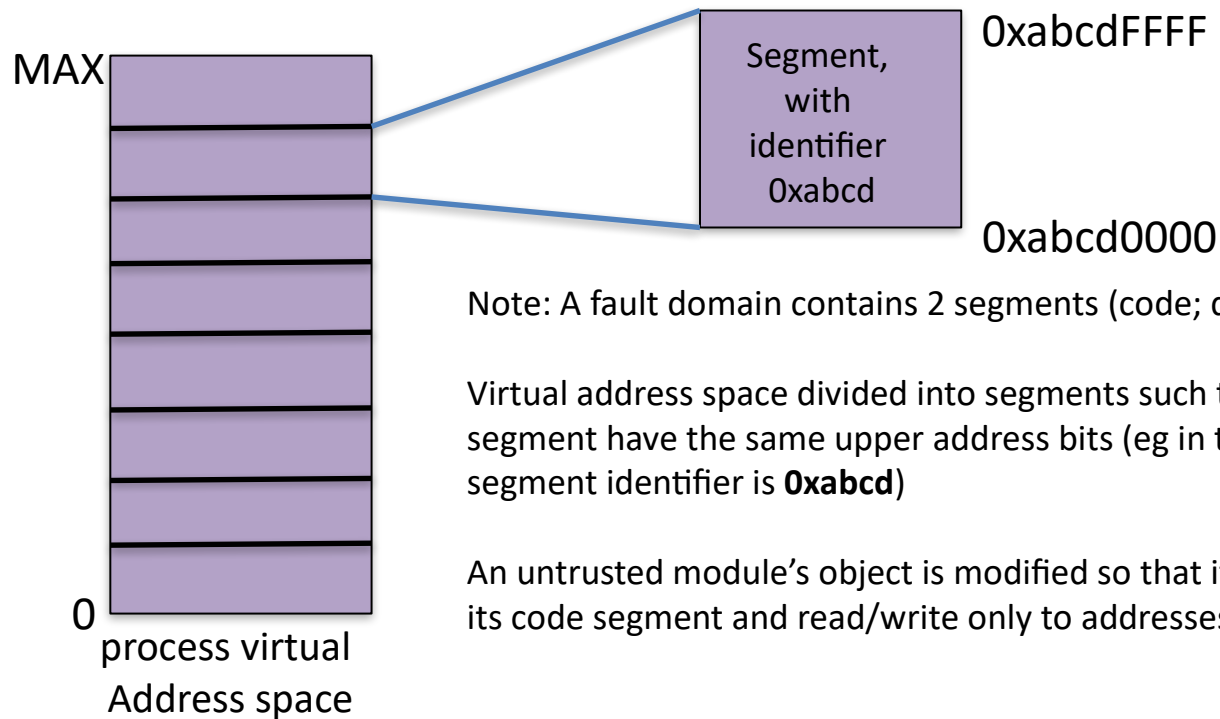 MAX
Segment,
with
identifier
0xabcd
0xabcdFFFF
0xabcd0000
Note: A fault domain contains 2 segments (code;
Virtual address space divided into segments such
segment have the same upper address bits (eg in
segment identifier is 0xabcd)
An untrusted module’s object is modified so that
its code segment and read/write only to addresses
0
process virtual
Address space